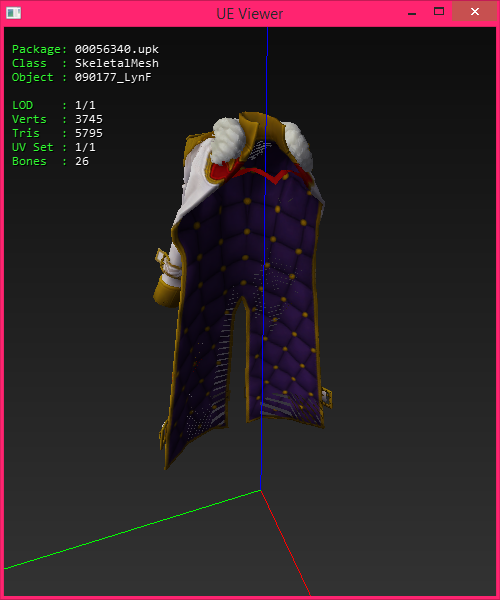 UE Viewer
Package: 00056340.upk
Class  : SkeletalMesh
Object : 090177_LynF
LOD    : 1/1
Verts  : 3745
Tris   : 5795
UV Set : 1/1
Bones  : 26